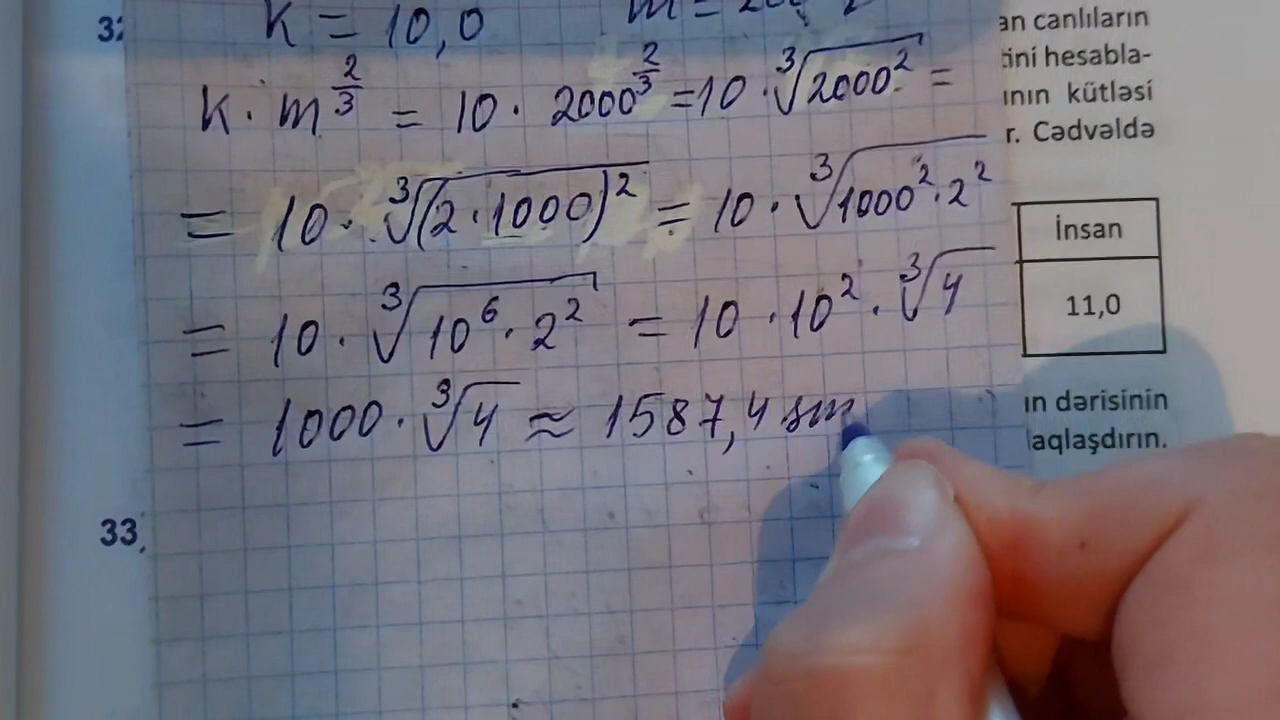 32
K = 10,0
an canlıların
K · m^{2/3} = 10 · 2000^{2/3} = 10 · ∛(2000²) =
ini hesabla-
ının kütləsi
r. Cədvəldə
= 10 · ∛((2 · 1000)²) = 10 · ∛(1000² · 2²)
İnsan
= 10 · ∛(10⁶ · 2²) = 10 · 10² · ∛4
11,0
= 1000 · ∛4 ≈ 1587,4 sm
ın dərisinin
laqlaşdırın.
33.